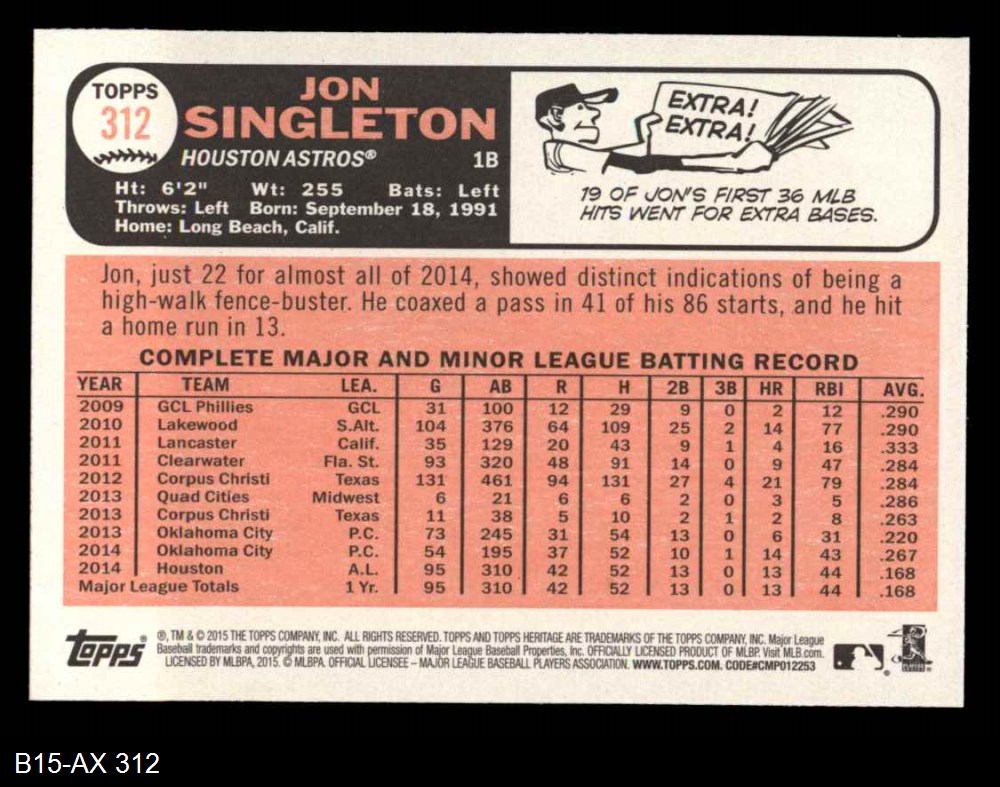 TOPPS
312
JON
SINGLETON
HOUSTON ASTROS® 1B
Ht: 6'2" Wt: 255 Bats: Left
Throws: Left Born: September 18, 1991
Home: Long Beach, Calif.
EXTRA!
EXTRA!
19 OF JON'S FIRST 36 MLB
HITS WENT FOR EXTRA BASES.
Jon, just 22 for almost all of 2014, showed distinct indications of being a
high-walk fence-buster. He coaxed a pass in 41 of his 86 starts, and he hit
a home run in 13.
COMPLETE MAJOR AND MINOR LEAGUE BATTING RECORD
YEAR TEAM LEA. G AB R H 2B 3B HR RBI AVG.
2009 GCL Phillies GCL 31 100 12 29 9 0 2 12 .290
2010 Lakewood S.Alt. 104 376 64 109 25 2 14 77 .290
2011 Lancaster Calif. 35 129 20 43 9 1 4 16 .333
2011 Clearwater Fla. St. 93 320 48 91 14 0 9 47 .284
2012 Corpus Christi Texas 131 461 94 131 27 4 21 79 .284
2013 Quad Cities Midwest 6 21 6 6 2 0 3 5 .286
2013 Corpus Christi Texas 11 38 5 10 2 1 2 8 .263
2013 Oklahoma City P.C. 73 245 31 54 13 0 6 31 .220
2014 Oklahoma City P.C. 54 195 37 52 10 1 14 43 .267
2014 Houston A.L. 95 310 42 52 13 0 13 44 .168
Major League Totals 1 Yr. 95 310 42 52 13 0 13 44 .168
topps
®, TM & © 2015 THE TOPPS COMPANY, INC. ALL RIGHTS RESERVED. TOPPS AND TOPPS HERITAGE ARE TRADEMARKS OF THE TOPPS COMPANY, INC. Major League
Baseball trademarks and copyrights are used with permission of Major League Baseball Properties, Inc. OFFICIALLY LICENSED PRODUCT OF MLBP. Visit MLB.com.
LICENSED BY MLBPA, 2015. © MLBPA. OFFICIAL LICENSEE – MAJOR LEAGUE BASEBALL PLAYERS ASSOCIATION. WWW.TOPPS.COM. CODE#CMP012253
B15-AX 312